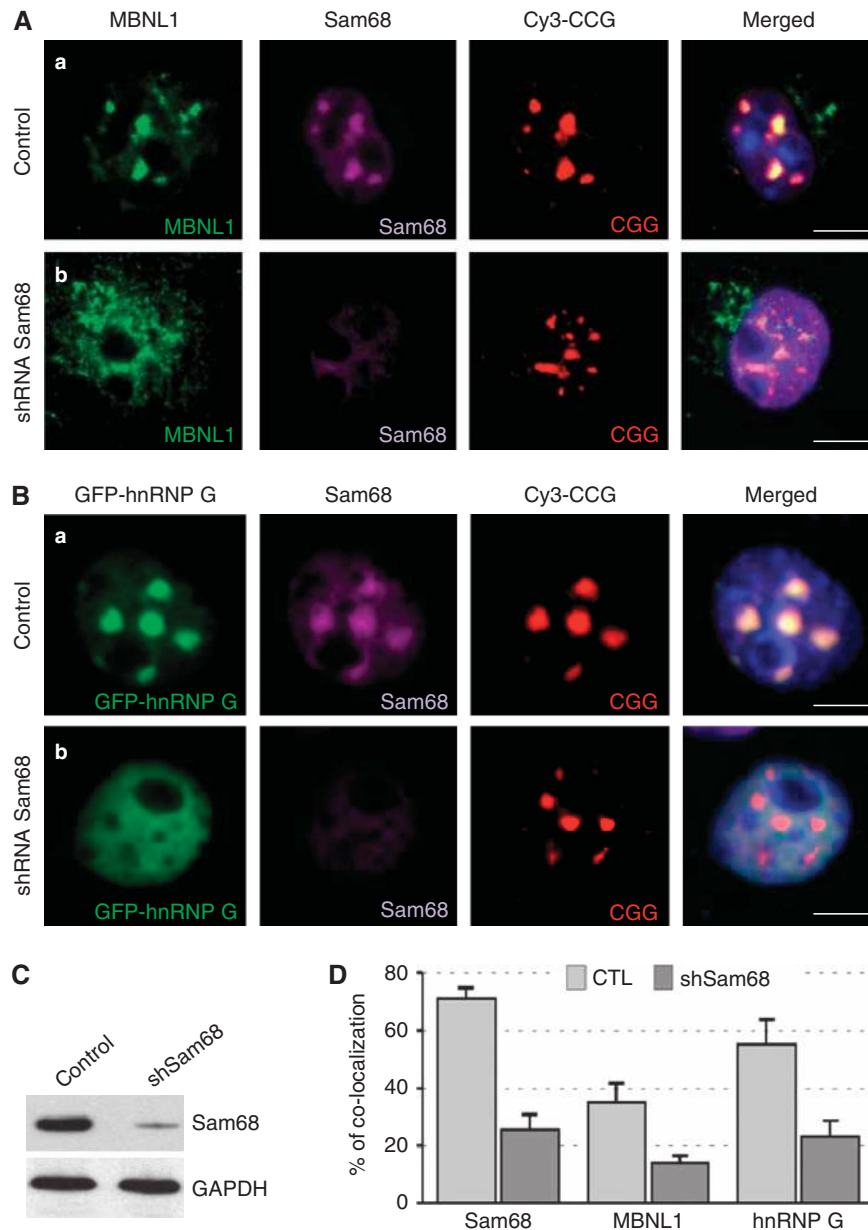 A
MBNL1 Sam68 Cy3-CCG Merged
Control
a
MBNL1 Sam68 CGG
shRNA Sam68
b
MBNL1 Sam68 CGG
B
GFP-hnRNP G Sam68 Cy3-CCG Merged
Control
a
GFP-hnRNP G Sam68 CGG
shRNA Sam68
b
GFP-hnRNP G Sam68 CGG
C
Control shSam68
Sam68
GAPDH
D
% of co-localization
80
60
40
20
0
CTL shSam68
Sam68 MBNL1 hnRNP G